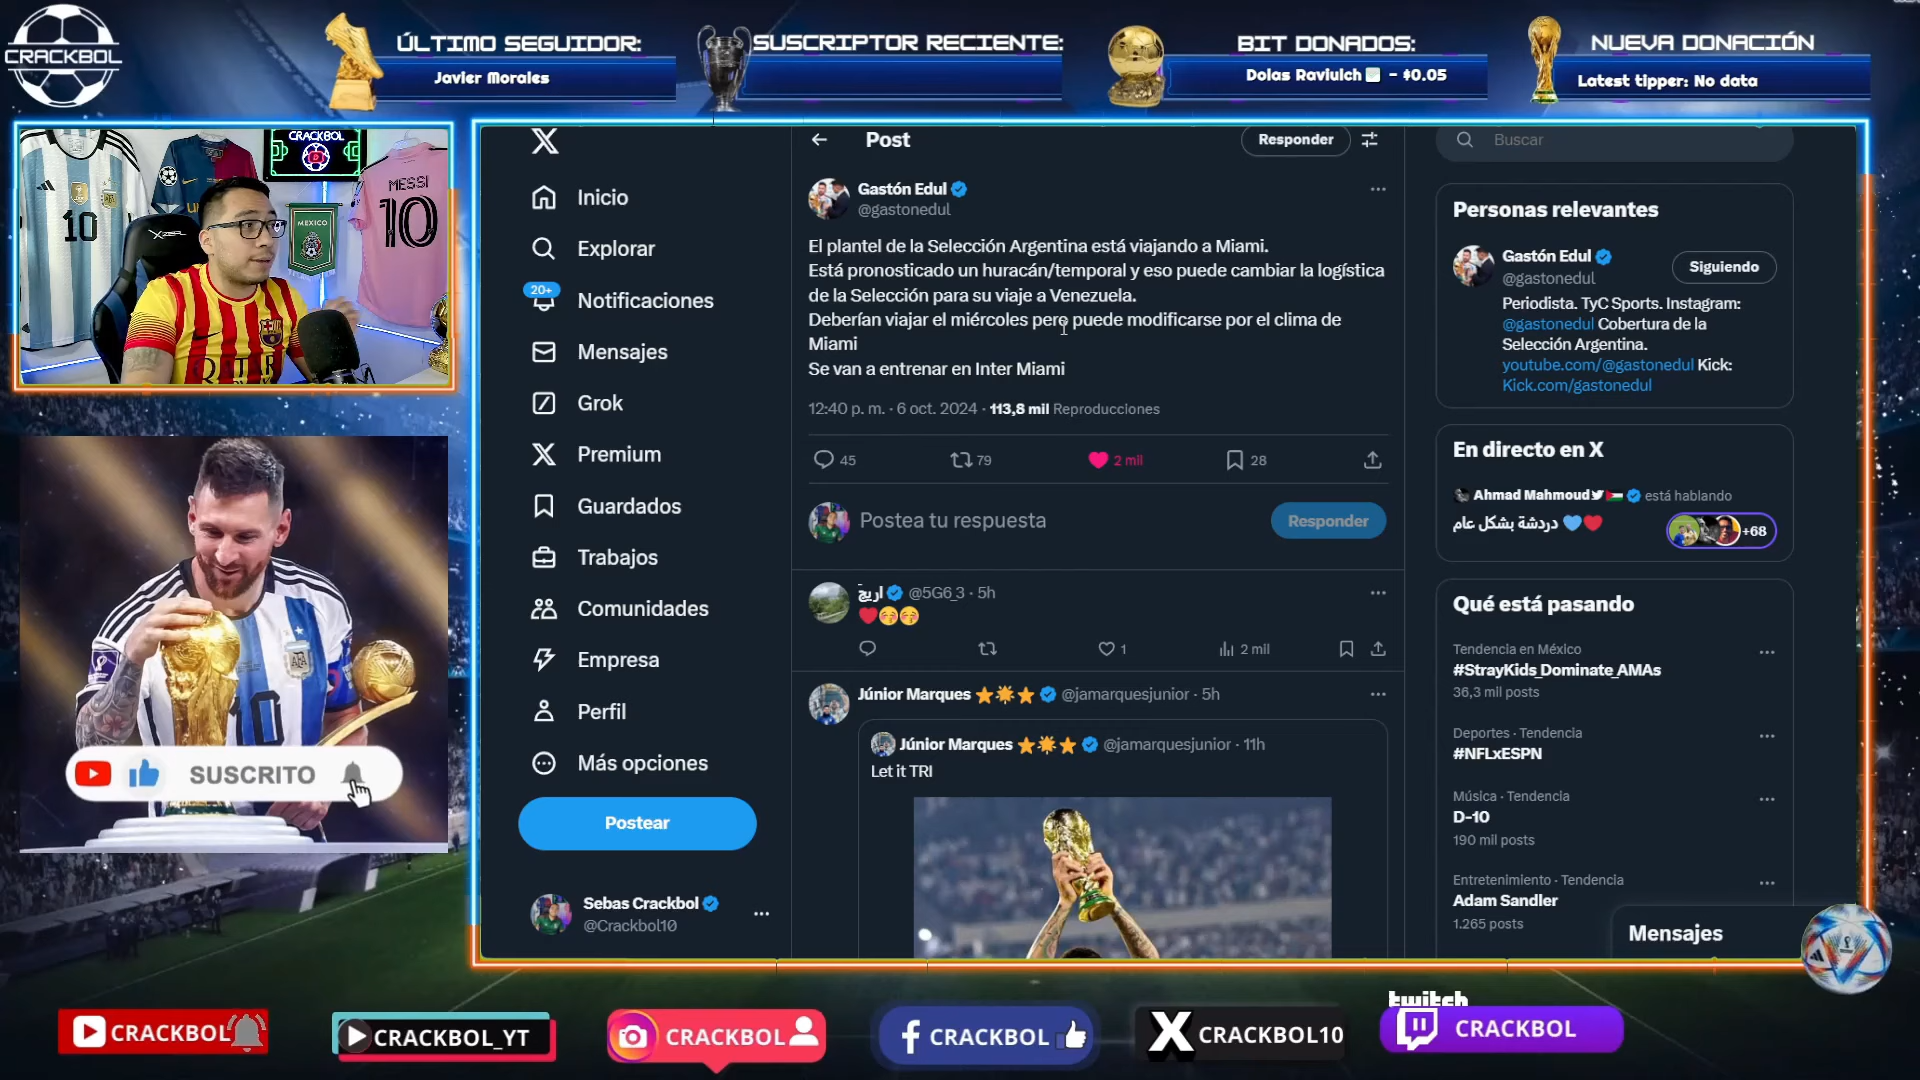 CRACKBOL
ÚLTIMO SEGUIDOR:
Javier Morales
SUSCRIPTOR RECIENTE:
BIT DONADOS:
Dolas Raviulch - $0.05
NUEVA DONACIÓN
Latest tipper: No data
CRACKBOL
10
MEXICO
MESSI
10
SUSCRITO
Inicio
Explorar
20+
Notificaciones
Mensajes
Grok
Premium
Guardados
Trabajos
Comunidades
Empresa
Perfil
Más opciones
Postear
Sebas Crackbol
@Crackbol10
Post
Responder
Gastón Edul
@gastonedul
El plantel de la Selección Argentina está viajando a Miami.
Está pronosticado un huracán/temporal y eso puede cambiar la logística
de la Selección para su viaje a Venezuela.
Deberían viajar el miércoles pero puede modificarse por el clima de
Miami
Se van a entrenar en Inter Miami
12:40 p. m. · 6 oct. 2024 · 113,8 mil Reproducciones
45
79
2 mil
28
Postea tu respuesta
Responder
@5G6_3 · 5h
1
2 mil
Júnior Marques @jamarquesjunior · 5h
Júnior Marques @jamarquesjunior · 11h
Let it TRI
Buscar
Personas relevantes
Gastón Edul
@gastonedul
Siguiendo
Periodista. TyC Sports. Instagram:
@gastonedul Cobertura de la
Selección Argentina.
youtube.com/@gastonedul Kick:
Kick.com/gastonedul
En directo en X
Ahmad Mahmoud está hablando
دردشة بشكل عام
+68
Qué está pasando
Tendencia en México
#StrayKids_Dominate_AMAs
36,3 mil posts
Deportes · Tendencia
#NFLxESPN
Música · Tendencia
D-10
190 mil posts
Entretenimiento · Tendencia
Adam Sandler
1.265 posts
Mensajes
CRACKBOL
CRACKBOL_YT
CRACKBOL
CRACKBOL
CRACKBOL10
twitch
CRACKBOL